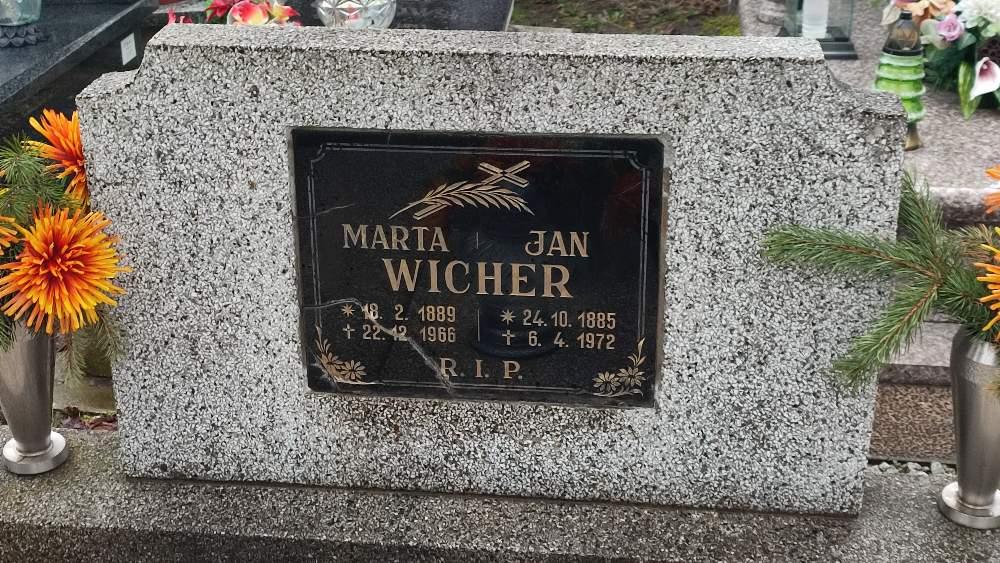 MARTA JAN
WICHER
* 18. 2. 1889 * 24. 10. 1885
† 22. 12. 1966 † 6. 4. 1972
R. I. P.